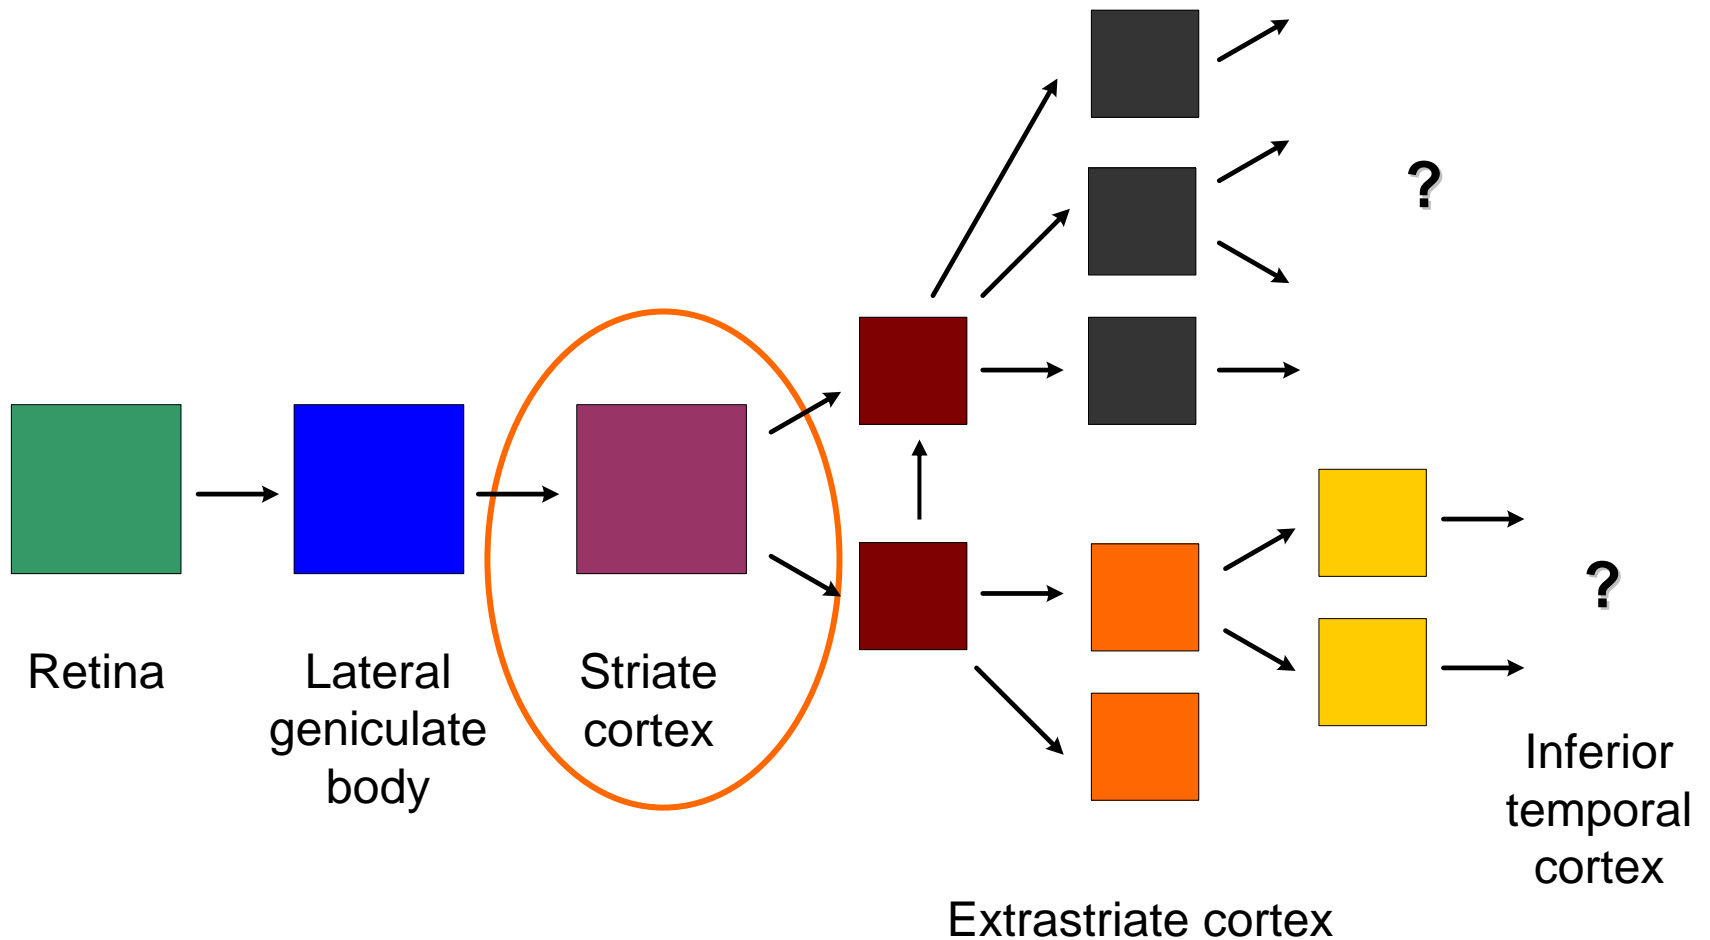 ?
?
Retina
Lateral
geniculate
body
Striate
cortex
Inferior
temporal
cortex
Extrastriate cortex